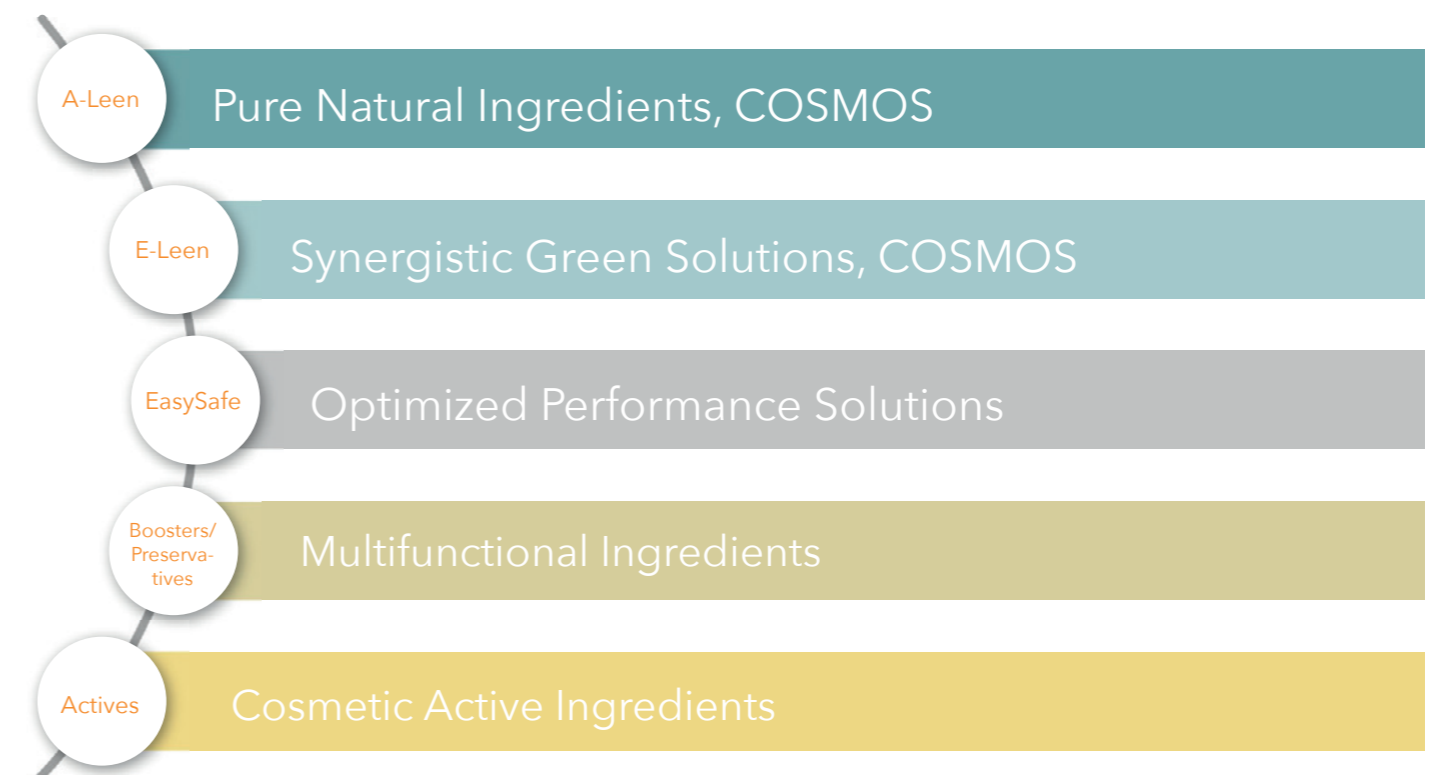 A-Leen
Pure Natural Ingredients, COSMOS
E-Leen
Synergistic Green Solutions, COSMOS
EasySafe
Optimized Performance Solutions
Boosters/
Preserva-
tives
Multifunctional Ingredients
Actives
Cosmetic Active Ingredients